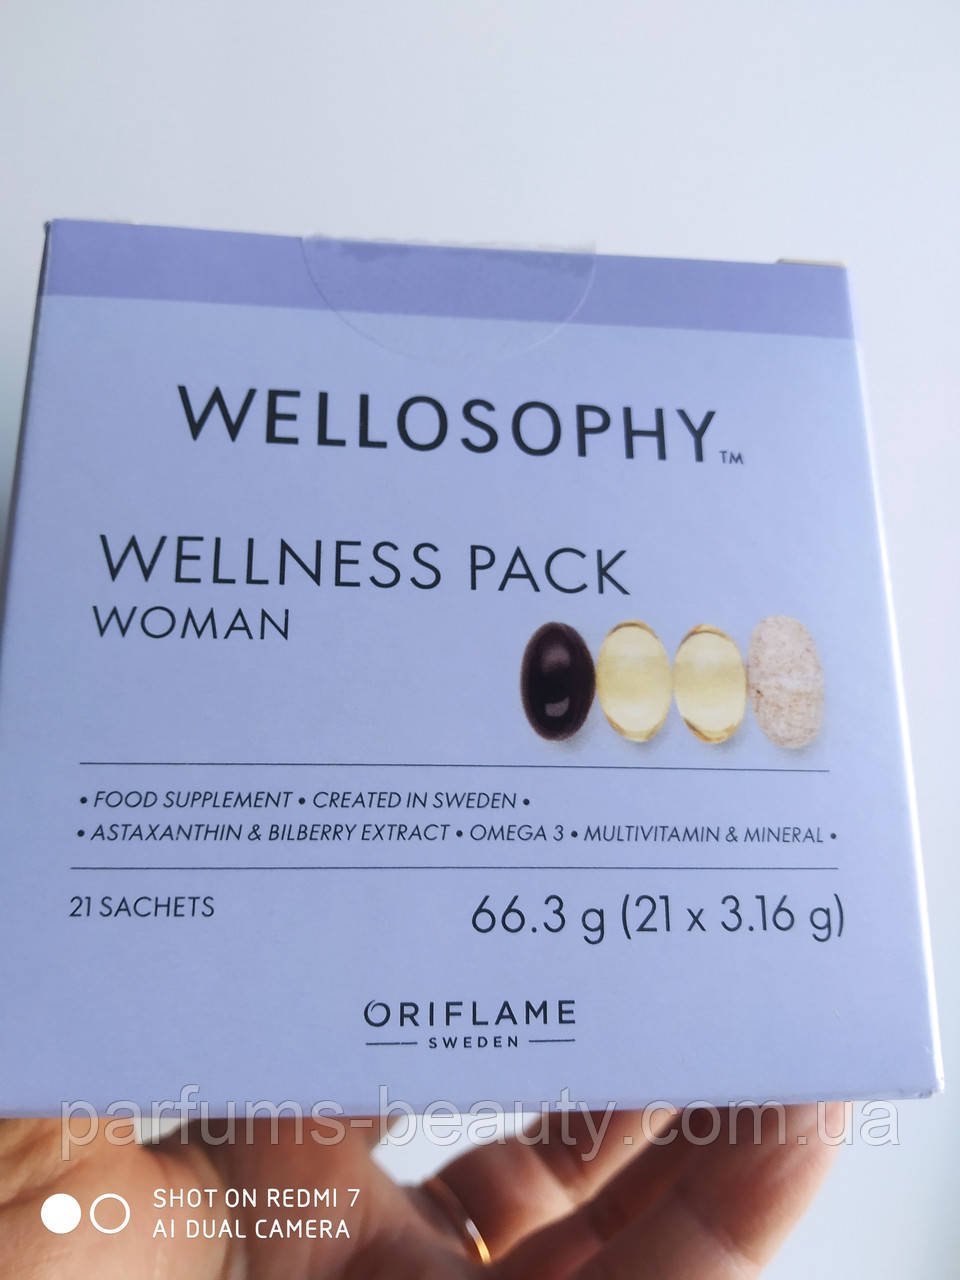 WELLOSOPHY™
WELLNESS PACK
WOMAN
• FOOD SUPPLEMENT • CREATED IN SWEDEN •
• ASTAXANTHIN & BILBERRY EXTRACT • OMEGA 3 • MULTIVITAMIN & MINERAL •
21 SACHETS 66.3 g (21 x 3.16 g)
ORIFLAME
SWEDEN
parfums-beauty.com.ua
SHOT ON REDMI 7
AI DUAL CAMERA